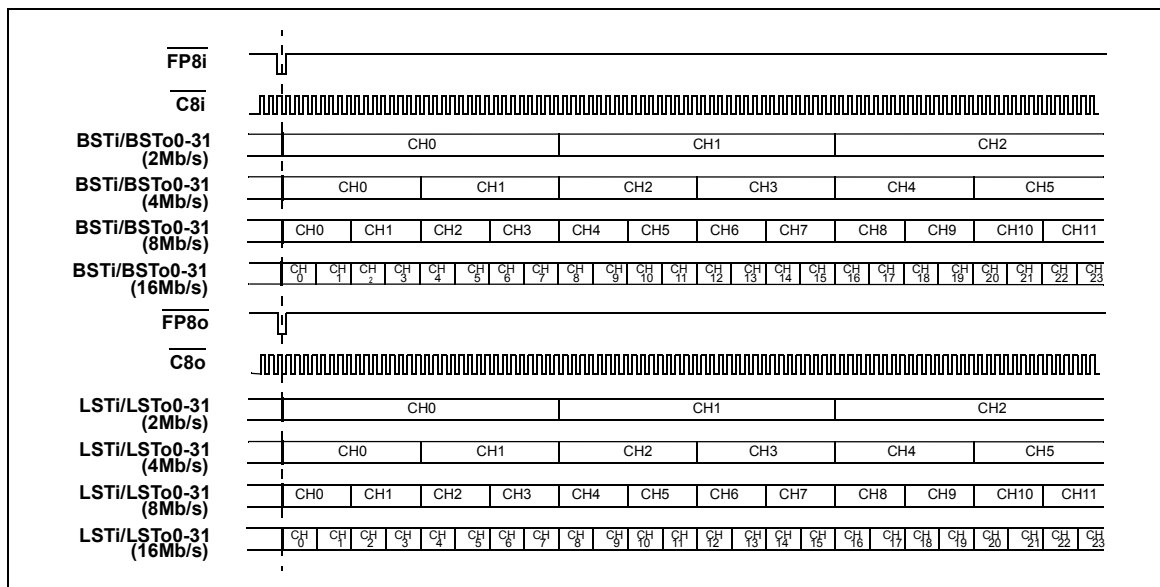 FP8i
C8i
BSTi/BSTo0-31
(2Mb/s)
CH0 CH1 CH2
BSTi/BSTo0-31
(4Mb/s)
CH0 CH1 CH2 CH3 CH4 CH5
BSTi/BSTo0-31
(8Mb/s)
CH0 CH1 CH2 CH3 CH4 CH5 CH6 CH7 CH8 CH9 CH10 CH11
BSTi/BSTo0-31
(16Mb/s)
CH CH CH CH CH CH CH CH CH CH CH CH CH CH CH CH CH CH CH CH CH CH CH CH
0 1 2 3 4 5 6 7 8 9 10 11 12 13 14 15 16 17 18 19 20 21 22 23
FP8o
C8o
LSTi/LSTo0-31
(2Mb/s)
CH0 CH1 CH2
LSTi/LSTo0-31
(4Mb/s)
CH0 CH1 CH2 CH3 CH4 CH5
LSTi/LSTo0-31
(8Mb/s)
CH0 CH1 CH2 CH3 CH4 CH5 CH6 CH7 CH8 CH9 CH10 CH11
LSTi/LSTo0-31
(16Mb/s)
CH CH CH CH CH CH CH CH CH CH CH CH CH CH CH CH CH CH CH CH CH CH CH CH
0 1 2 3 4 5 6 7 8 9 10 11 12 13 14 15 16 17 18 19 20 21 22 23